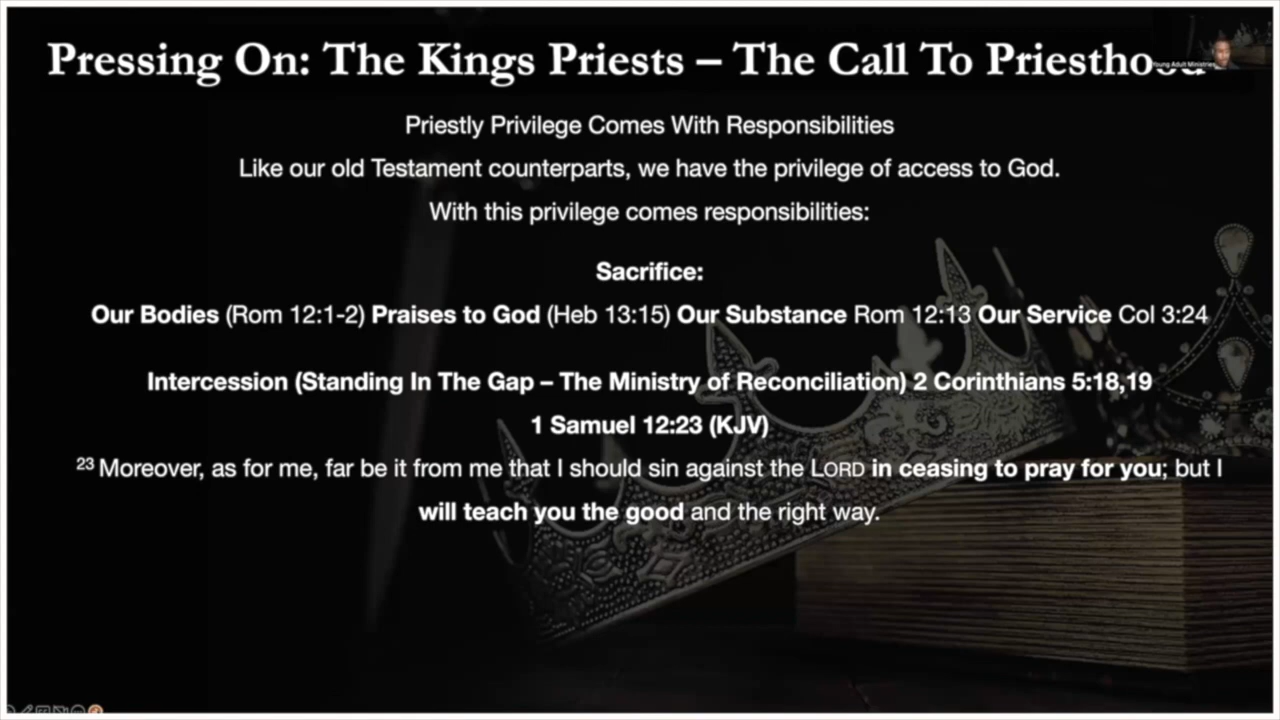 Pressing On: The Kings Priests – The Call To Priesthood
Young Adult Ministries
Priestly Privilege Comes With Responsibilities
Like our old Testament counterparts, we have the privilege of access to God.
With this privilege comes responsibilities:
Sacrifice:
Our Bodies (Rom 12:1-2) Praises to God (Heb 13:15) Our Substance Rom 12:13 Our Service Col 3:24
Intercession (Standing In The Gap – The Ministry of Reconciliation) 2 Corinthians 5:18,19
1 Samuel 12:23 (KJV)
23 Moreover, as for me, far be it from me that I should sin against the LORD in ceasing to pray for you; but I
will teach you the good and the right way.